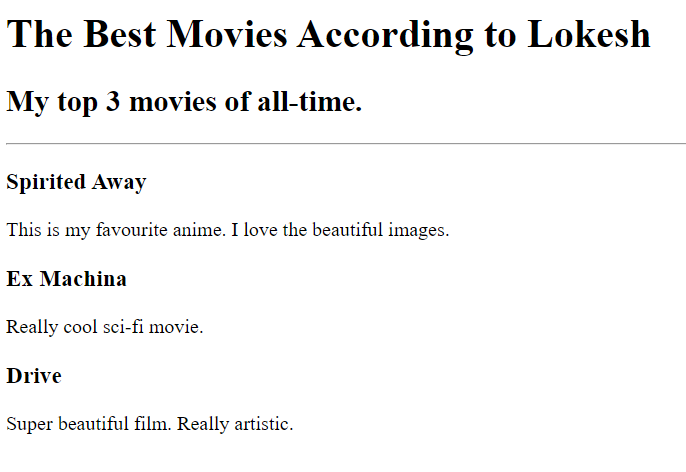 The Best Movies According to Lokesh
My top 3 movies of all-time.
Spirited Away
This is my favourite anime. I love the beautiful images.
Ex Machina
Really cool sci-fi movie.
Drive
Super beautiful film. Really artistic.